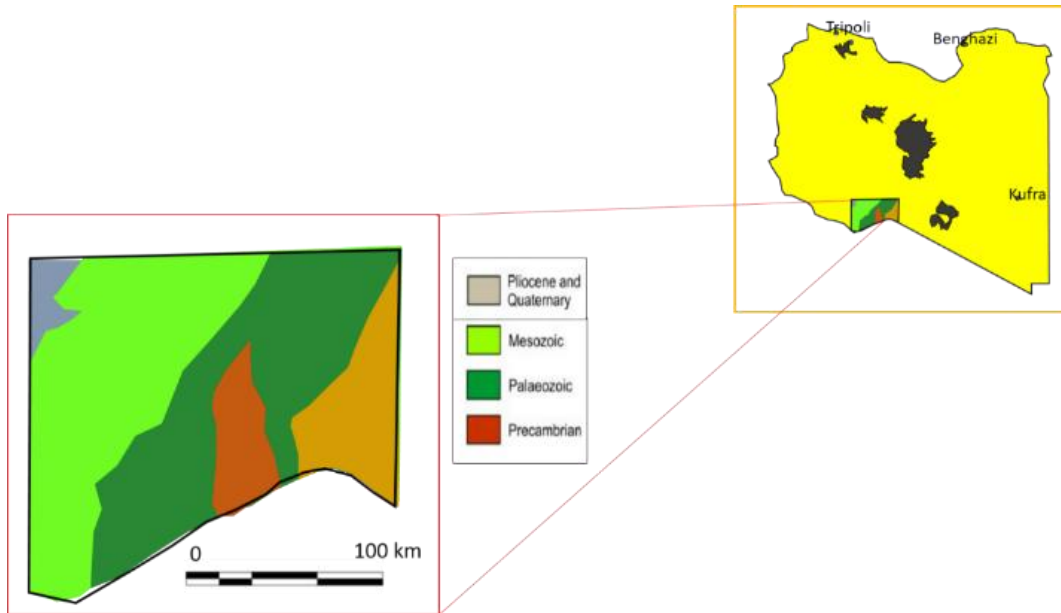 Tripoli
Benghazi
Kufra
Pliocene and
Quaternary
Mesozoic
Palaeozoic
Precambrian
0 100 km